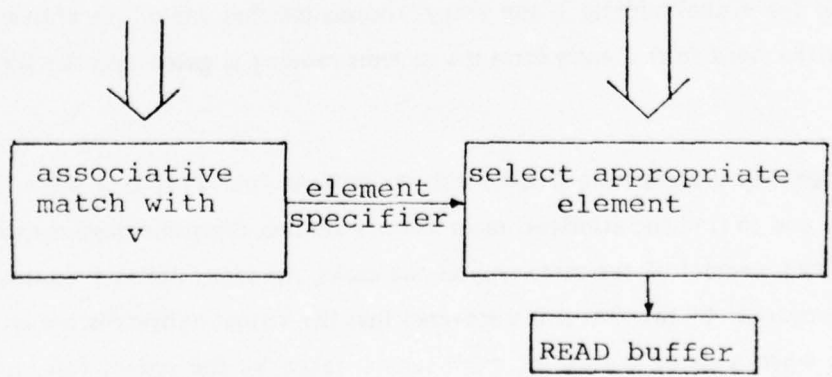 associative
match with
v
element
specifier
select appropriate
element
READ buffer